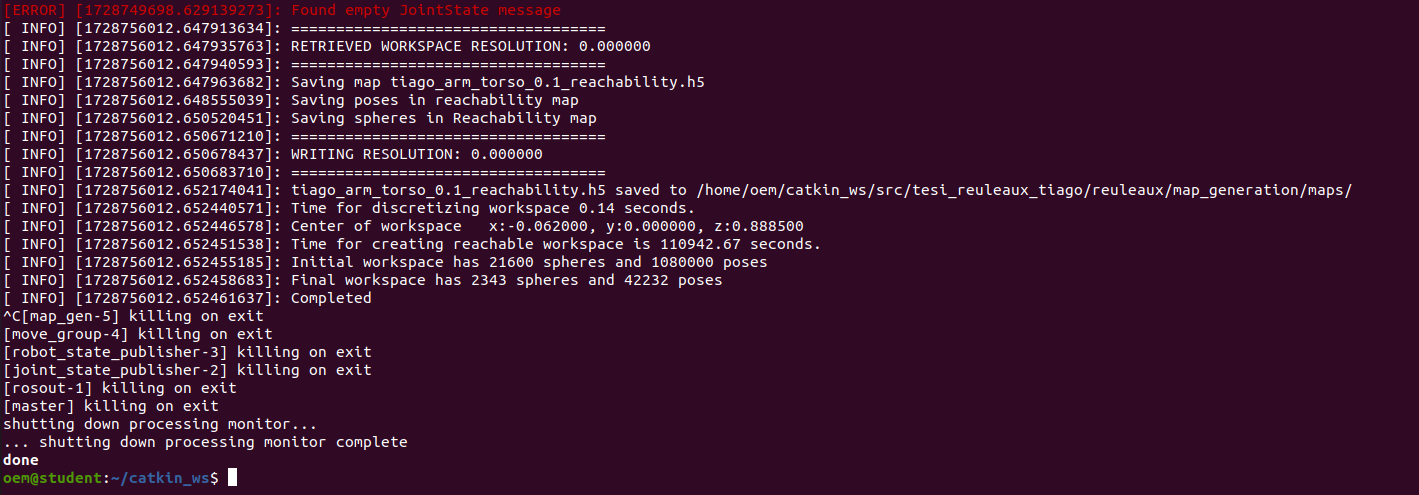 [ERROR] [1728749698.629139273]: Found empty JointState message
[ INFO] [1728756012.647913634]: ===================================
[ INFO] [1728756012.647935763]: RETRIEVED WORKSPACE RESOLUTION: 0.000000
[ INFO] [1728756012.647940593]: ===================================
[ INFO] [1728756012.647963682]: Saving map tiago_arm_torso_0.1_reachability.h5
[ INFO] [1728756012.648555039]: Saving poses in reachability map
[ INFO] [1728756012.650520451]: Saving spheres in Reachability map
[ INFO] [1728756012.650671210]: ===================================
[ INFO] [1728756012.650678437]: WRITING RESOLUTION: 0.000000
[ INFO] [1728756012.650683710]: ===================================
[ INFO] [1728756012.652174041]: tiago_arm_torso_0.1_reachability.h5 saved to /home/oem/catkin_ws/src/tesi_reuleaux_tiago/reuleaux/map_generation/maps/
[ INFO] [1728756012.652440571]: Time for discretizing workspace 0.14 seconds.
[ INFO] [1728756012.652446578]: Center of workspace   x:-0.062000, y:0.000000, z:0.888500
[ INFO] [1728756012.652451538]: Time for creating reachable workspace is 110942.67 seconds.
[ INFO] [1728756012.652455185]: Initial workspace has 21600 spheres and 1080000 poses
[ INFO] [1728756012.652458683]: Final workspace has 2343 spheres and 42232 poses
[ INFO] [1728756012.652461637]: Completed
^C[map_gen-5] killing on exit
[move_group-4] killing on exit
[robot_state_publisher-3] killing on exit
[joint_state_publisher-2] killing on exit
[rosout-1] killing on exit
[master] killing on exit
shutting down processing monitor...
... shutting down processing monitor complete
done
oem@student:~/catkin_ws$